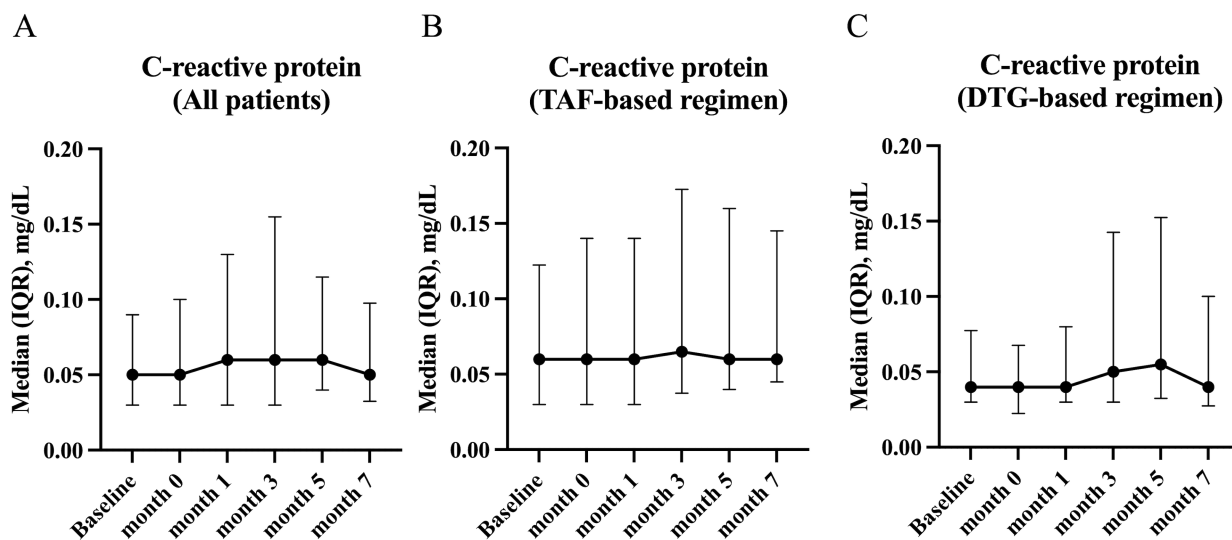 A
C-reactive protein
(All patients)
Median (IQR), mg/dL
0.20
0.15
0.10
0.05
0.00
Baseline
month 0
month 1
month 3
month 5
month 7
B
C-reactive protein
(TAF-based regimen)
Median (IQR), mg/dL
0.20
0.15
0.10
0.05
0.00
Baseline
month 0
month 1
month 3
month 5
month 7
C
C-reactive protein
(DTG-based regimen)
Median (IQR), mg/dL
0.20
0.15
0.10
0.05
0.00
Baseline
month 0
month 1
month 3
month 5
month 7